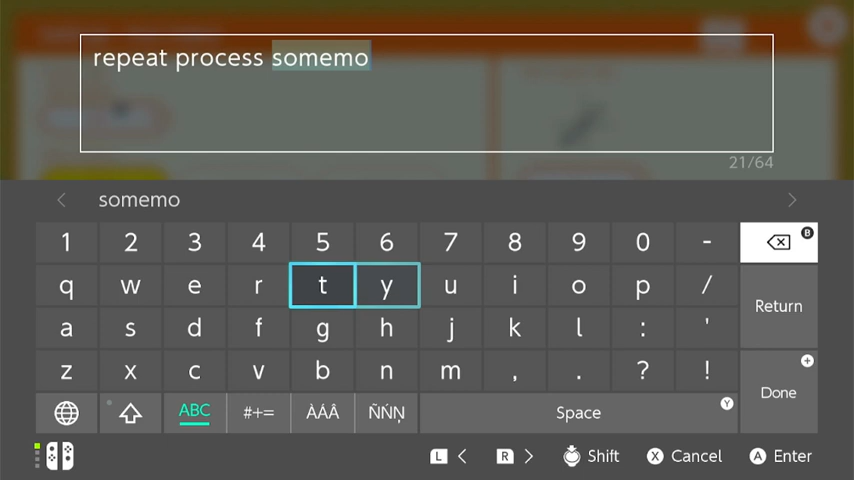 repeat process somemo
21/64
< somemo >
1 2 3 4 5 6 7 8 9 0 - B
q w e r t y u i o p / Return
a s d f g h j k l : '
z x c v b n m , . ? ! + Done
ABC #+= ÀÁÂ ÑŃŅ Space Y
L < R > Shift X Cancel A Enter